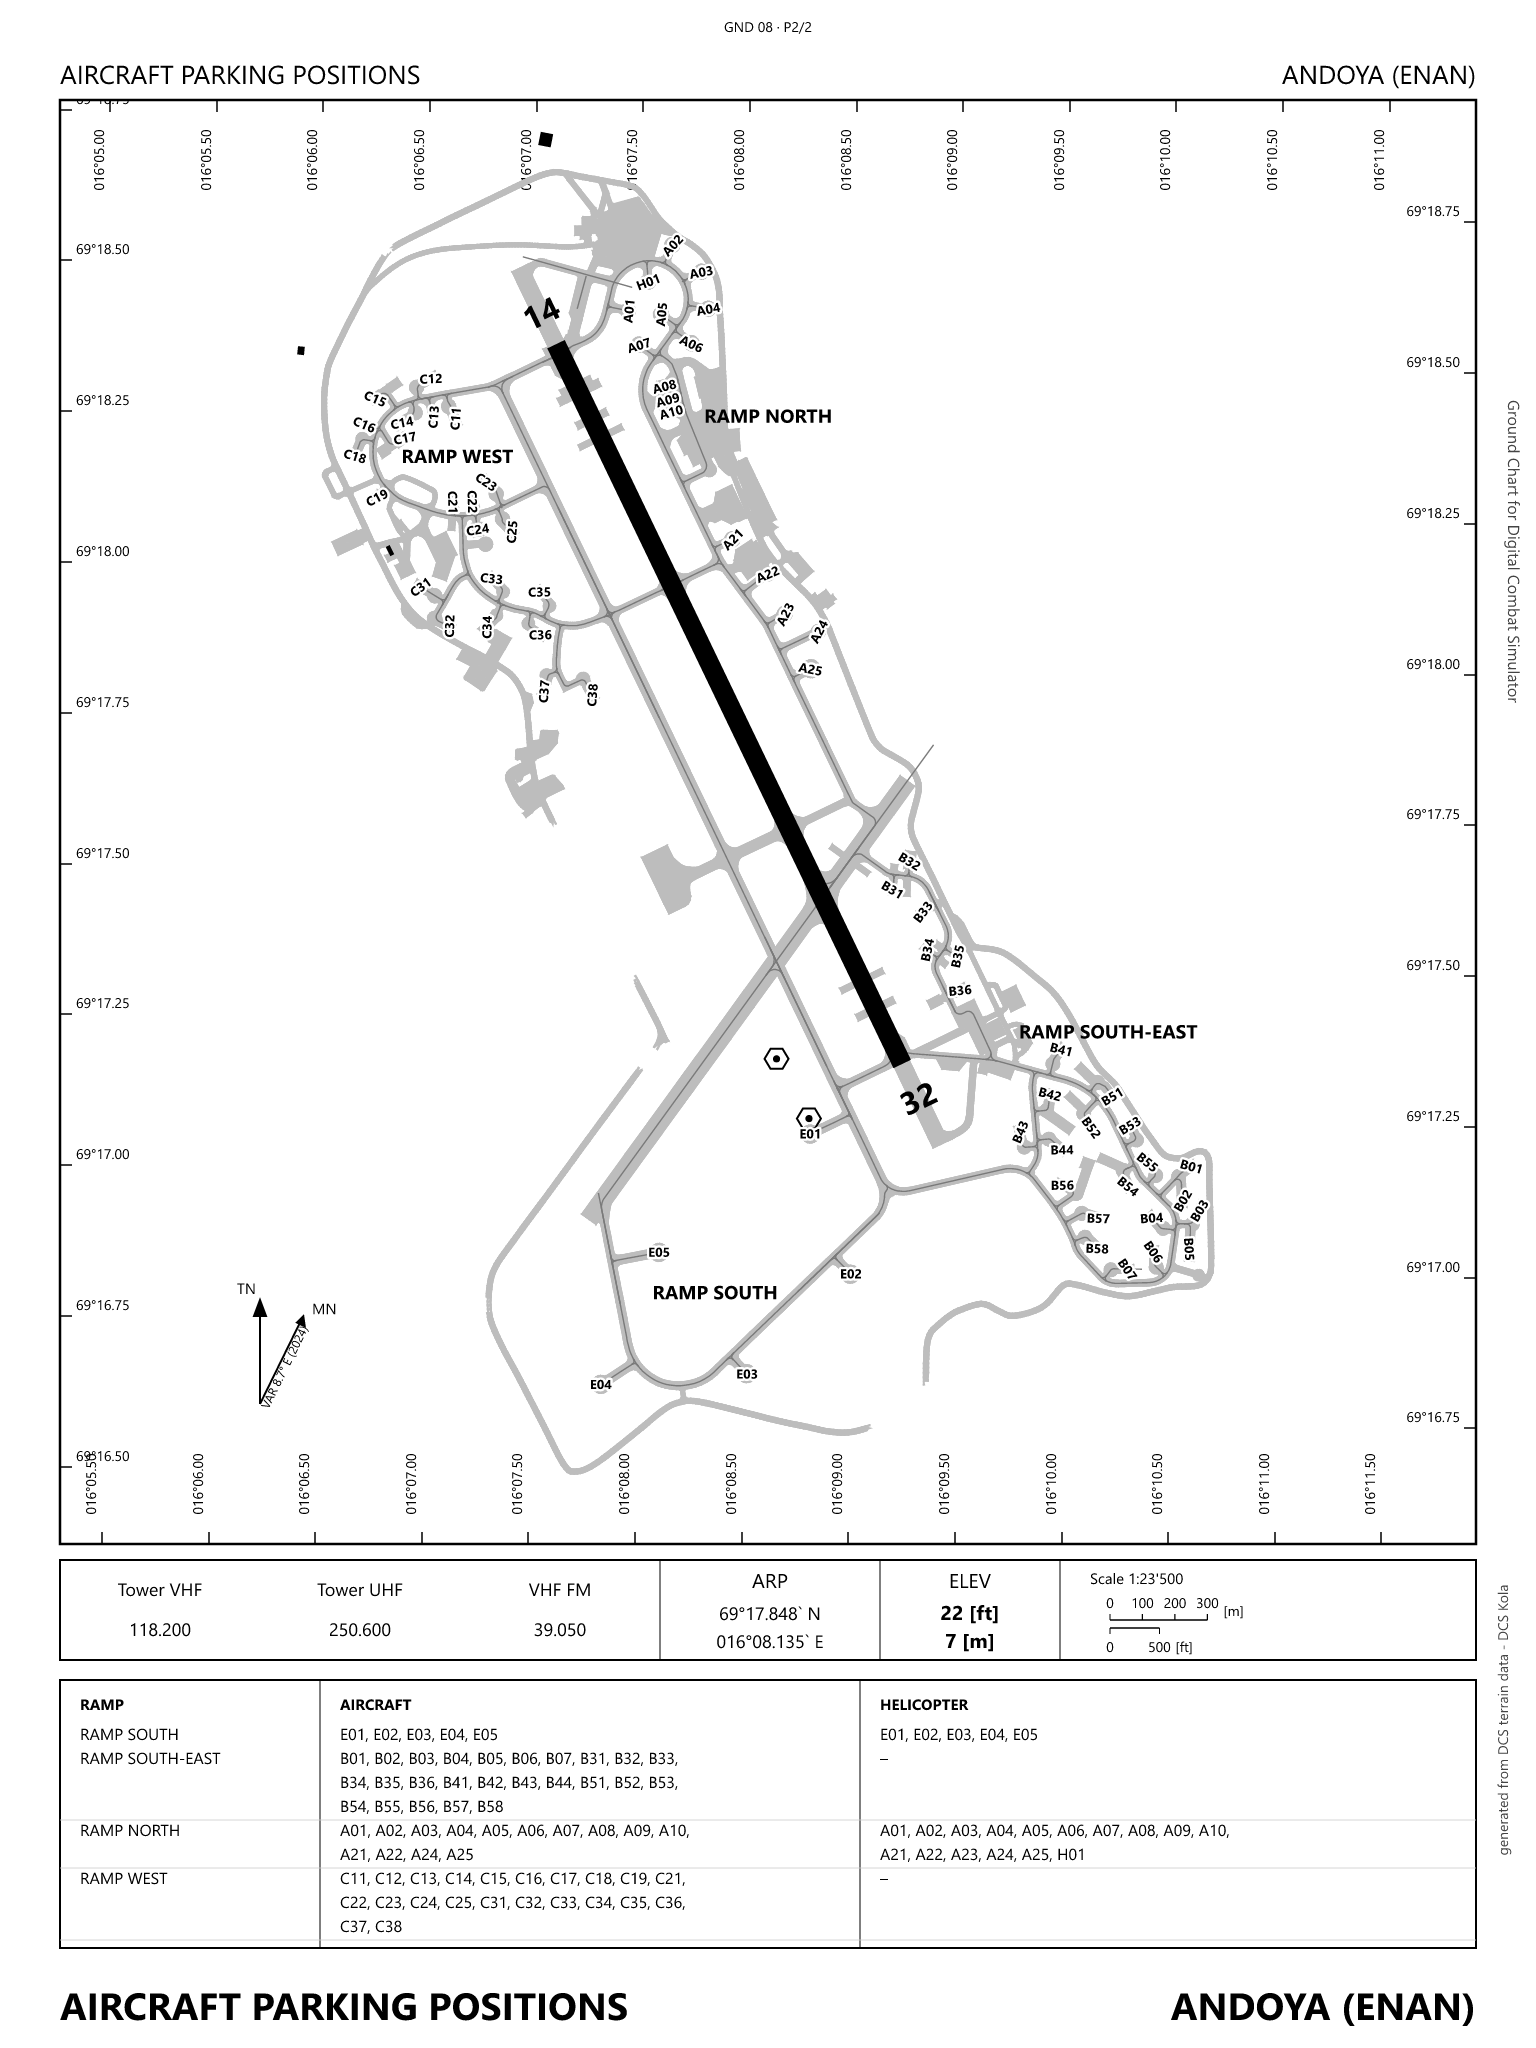 GND 08 · P2/2
AIRCRAFT PARKING POSITIONS
ANDOYA (ENAN)
69°18.75
016°05.00
016°05.50
016°06.00
016°06.50
016°07.00
016°07.50
016°08.00
016°08.50
016°09.00
016°09.50
016°10.00
016°10.50
016°11.00
69°18.50
69°18.25
69°18.00
69°17.75
69°17.50
69°17.25
69°17.00
69°16.75
69°16.50
69°18.75
69°18.50
69°18.25
69°18.00
69°17.75
69°17.50
69°17.25
69°17.00
69°16.75
14
32
A02
A03
H01
A01
A05
A04
A07
A06
A08
A09
A10
RAMP NORTH
C12
C15
C14
C13
C11
C16
C17
C18
RAMP WEST
C19
C21
C22
C23
C24
C25
A21
A22
A23
A24
A25
C31
C32
C33
C34
C35
C36
C37
C38
B32
B31
B33
B34
B35
B36
RAMP SOUTH-EAST
B41
B42
B43
B44
B51
B52
B53
B55
B54
B01
B02
B03
B56
B57
B58
B04
B05
B06
B07
E01
E05
E02
RAMP SOUTH
E04
E03
TN
MN
VAR 8.7° E (2024)
016°05.50
016°06.00
016°06.50
016°07.00
016°07.50
016°08.00
016°08.50
016°09.00
016°09.50
016°10.00
016°10.50
016°11.00
016°11.50
Ground Chart for Digital Combat Simulator
Tower VHF
118.200
Tower UHF
250.600
VHF FM
39.050
ARP
69°17.848` N
016°08.135` E
ELEV
22 [ft]
7 [m]
Scale 1:23'500
0 100 200 300 [m]
0 500 [ft]
generated from DCS terrain data - DCS Kola
RAMP AIRCRAFT HELICOPTER
RAMP SOUTH E01, E02, E03, E04, E05 E01, E02, E03, E04, E05
RAMP SOUTH-EAST B01, B02, B03, B04, B05, B06, B07, B31, B32, B33, –
B34, B35, B36, B41, B42, B43, B44, B51, B52, B53,
B54, B55, B56, B57, B58
RAMP NORTH A01, A02, A03, A04, A05, A06, A07, A08, A09, A10, A01, A02, A03, A04, A05, A06, A07, A08, A09, A10,
A21, A22, A24, A25 A21, A22, A23, A24, A25, H01
RAMP WEST C11, C12, C13, C14, C15, C16, C17, C18, C19, C21, –
C22, C23, C24, C25, C31, C32, C33, C34, C35, C36,
C37, C38
AIRCRAFT PARKING POSITIONS
ANDOYA (ENAN)